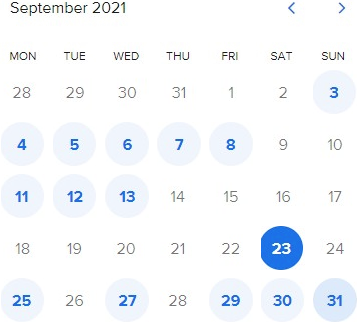 September 2021
MON TUE WED THU FRI SAT SUN
28 29 30 31 1 2 3
4 5 6 7 8 9 10
11 12 13 14 15 16 17
18 19 20 21 22 23 24
25 26 27 28 29 30 31